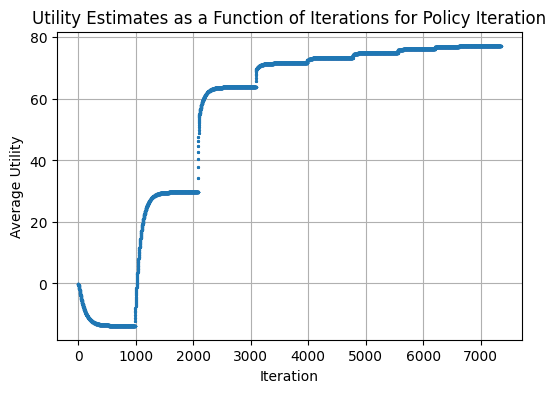 Utility Estimates as a Function of Iterations for Policy Iteration
80
60
40
20
0
Average Utility
0 1000 2000 3000 4000 5000 6000 7000
Iteration